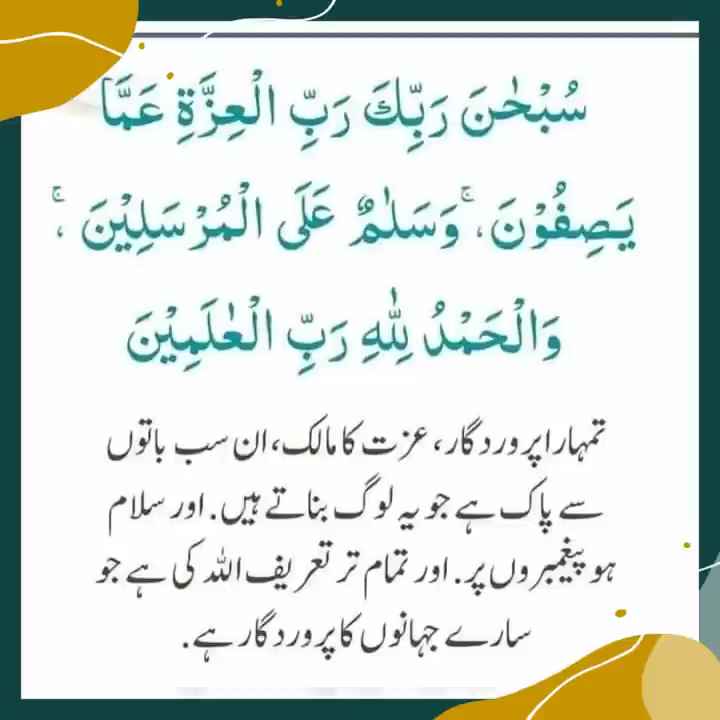 سُبْحٰنَ رَبِّكَ رَبِّ الْعِزَّةِ عَمَّا
يَصِفُوْنَ ۚ وَسَلٰمٌ عَلَى الْمُرْسَلِيْنَ ۚ
وَالْحَمْدُ لِلّٰهِ رَبِّ الْعٰلَمِيْنَ
تمہارا پروردگار، عزت کا مالک، ان سب باتوں
سے پاک ہے جو یہ لوگ بناتے ہیں. اور سلام
ہو پیغمبروں پر. اور تمام تر تعریف اللہ کی ہے جو
سارے جہانوں کا پروردگار ہے.